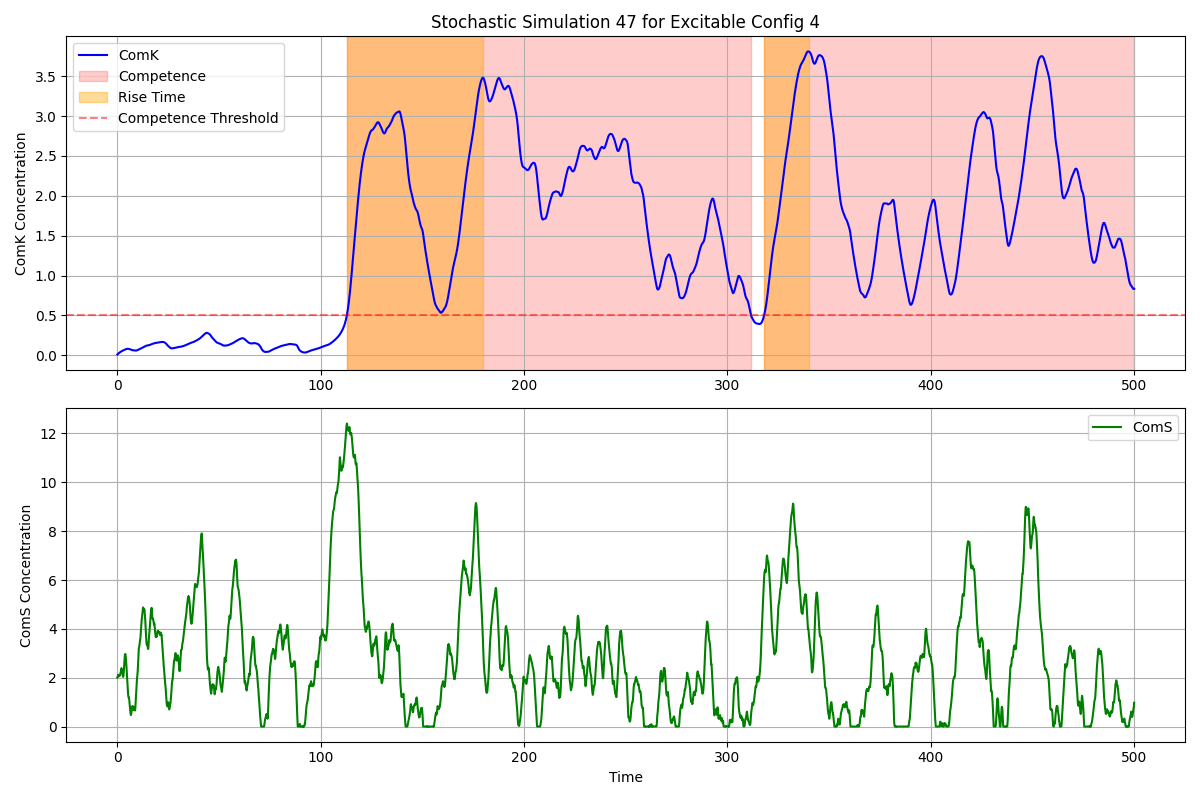 Stochastic Simulation 47 for Excitable Config 4
ComK
Competence
Rise Time
Competence Threshold
ComK Concentration
3.5
3.0
2.5
2.0
1.5
1.0
0.5
0.0
0 100 200 300 400 500
ComS
ComS Concentration
12
10
8
6
4
2
0
0 100 200 300 400 500
Time